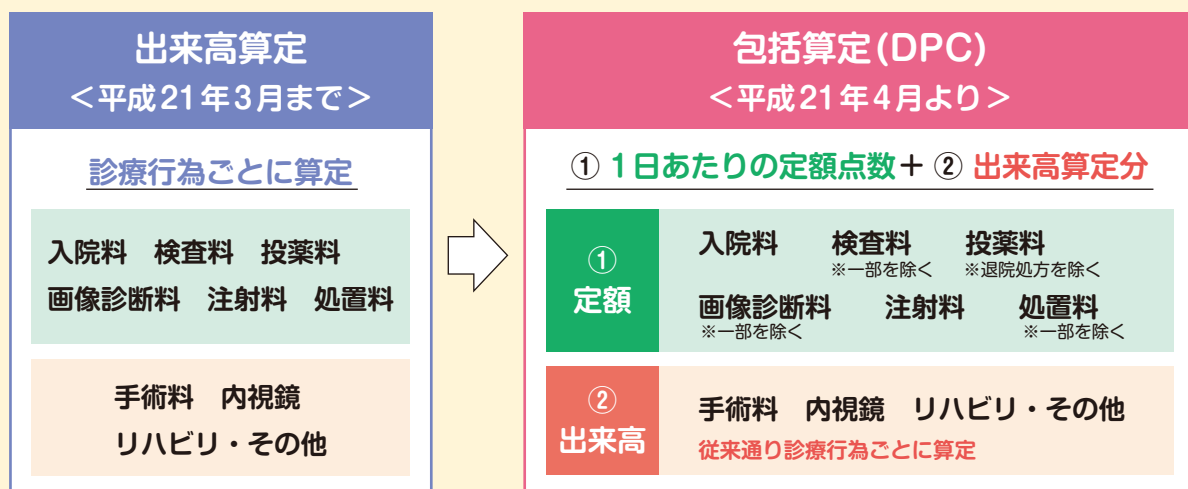 出来高算定
＜平成21年3月まで＞
診療行為ごとに算定
入院料　検査料　投薬料
画像診断料　注射料　処置料
手術料　内視鏡
リハビリ・その他
包括算定(DPC)
＜平成21年4月より＞
① 1日あたりの定額点数＋② 出来高算定分
①
定額
入院料　検査料　投薬料
※一部を除く　※退院処方を除く
画像診断料　注射料　処置料
※一部を除く　※一部を除く
②
出来高
手術料　内視鏡　リハビリ・その他
従来通り診療行為ごとに算定